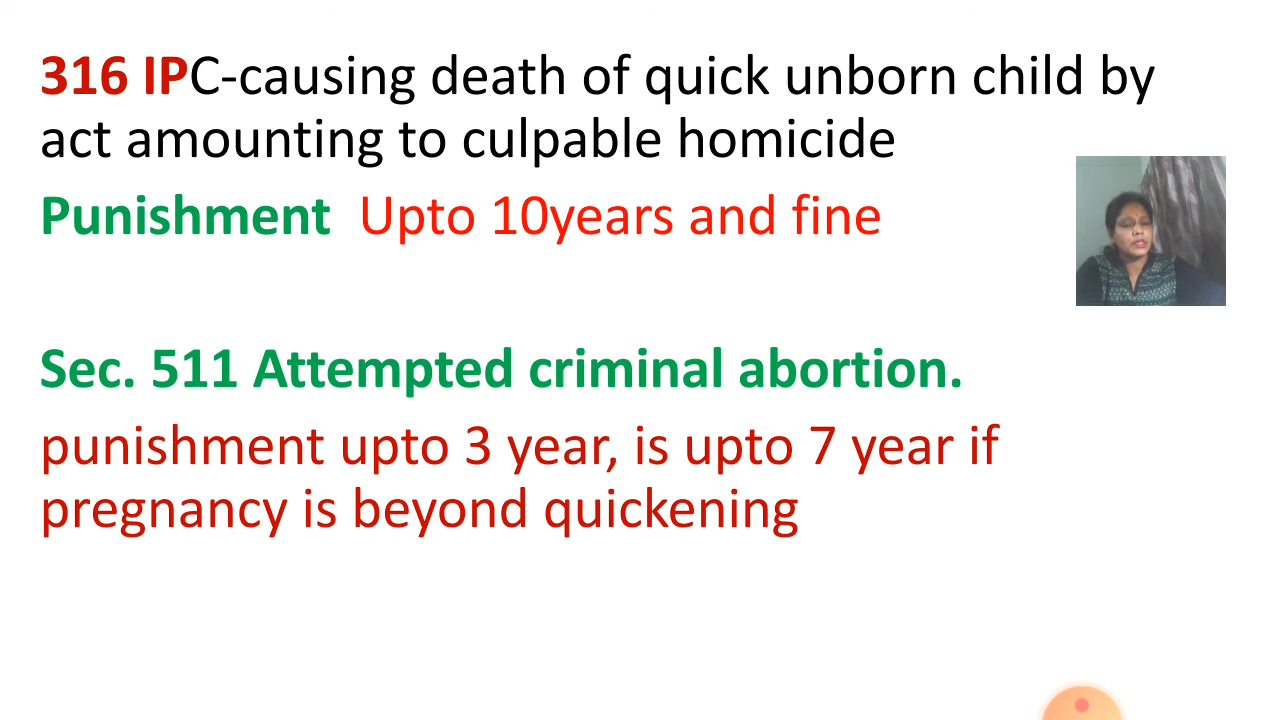 316 IPC-causing death of quick unborn child by
act amounting to culpable homicide
Punishment Upto 10years and fine
Sec. 511 Attempted criminal abortion.
punishment upto 3 year, is upto 7 year if
pregnancy is beyond quickening